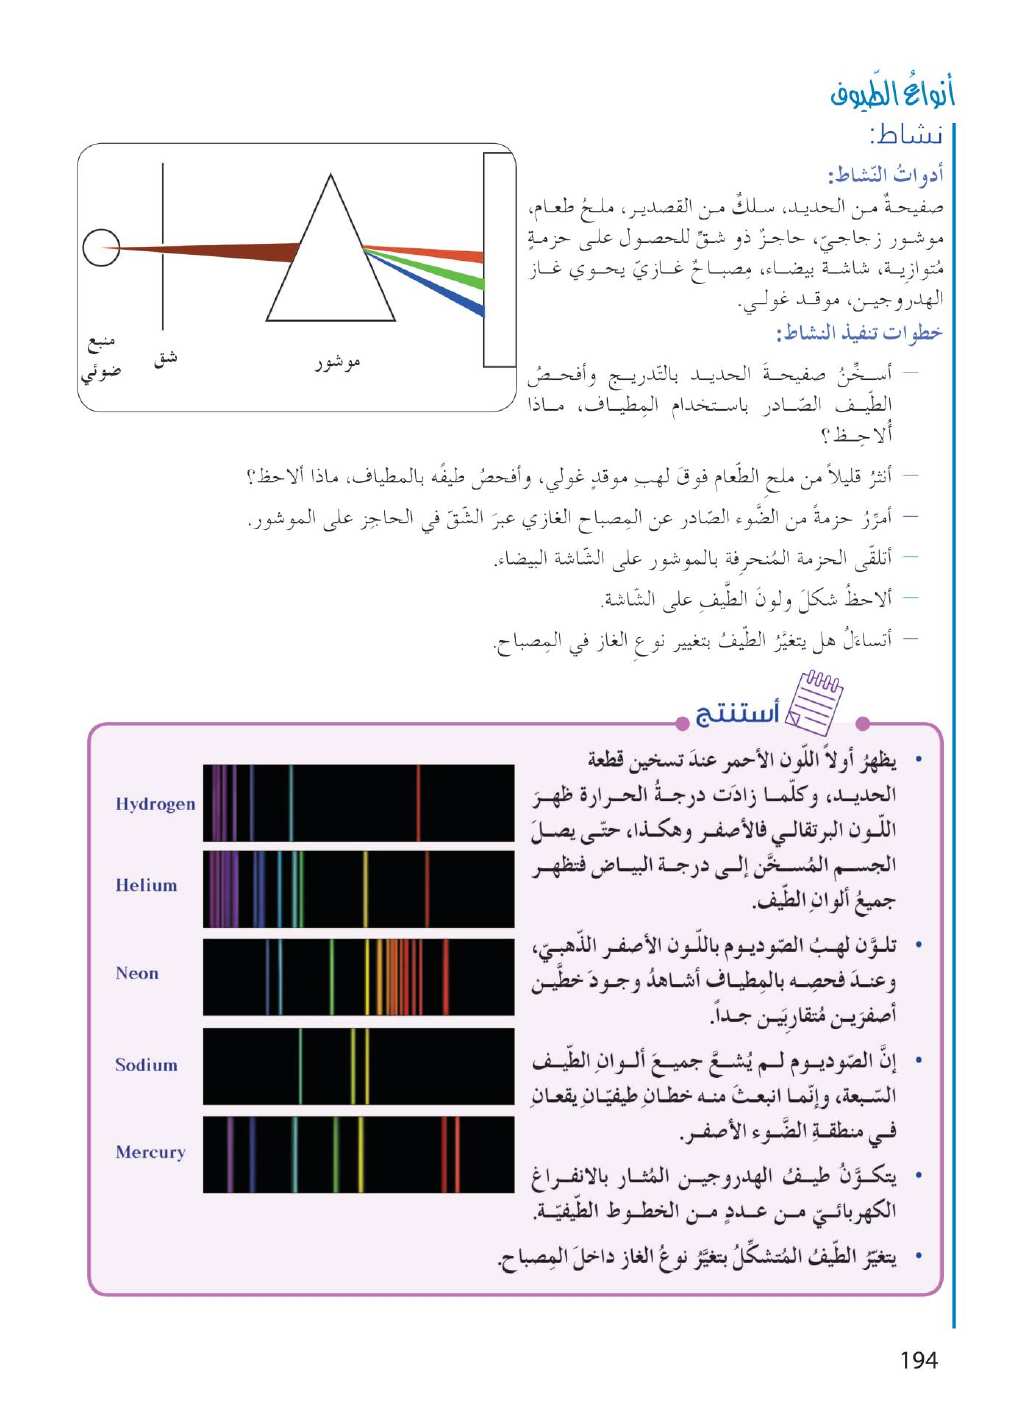 أنواعُ الطّيوف
نشاط:
أدواتُ النّشاط:
صفيحةٌ من الحديد، سلكٌ من القصدير، ملحُ طعام،
موشور زجاجيّ، حاجزٌ ذو شقٍّ للحصول على حزمةٍ
مُتوازية، شاشة بيضاء، مِصباحٌ غازيّ يحوي غاز
الهدروجين، موقد غولي.
خطوات تنفيذ النشاط:
منبع
ضوئي
شق
موشور
– أسخِّنُ صفيحةَ الحديد بالتّدريج وأفحصُ
الطّيف الصّادر باستخدام المِطياف، ماذا
أُلاحِظ؟
– أنثرُ قليلاً من ملحِ الطّعام فوقَ لهبِ موقدٍ غولي، وأفحصُ طيفُه بالمطياف، ماذا ألاحظ؟
– أمرِّرُ حزمةً من الضَّوء الصّادر عن المِصباح الغازي عبرَ الشّقَ في الحاجِز على الموشور.
– أتلقّى الحزمة المُنحرِفة بالموشور على الشّاشة البيضاء.
– ألاحظُ شكلَ ولونَ الطَّيفِ على الشّاشة.
– أتساءَلُ هل يتغيَّرُ الطّيفُ بتغيير نوعِ الغاز في المِصباح.
أستنتج
• يظهرُ أولاً اللّون الأحمر عندَ تسخين قطعة
الحديد، وكلّما زادَت درجةُ الحرارة ظهرَ
اللّون البرتقالي فالأصفر وهكذا، حتّى يصلَ
الجسم المُسخَّن إلى درجة البياض فتظهر
جميعُ ألوانِ الطّيف.
• تلوَّن لهبُ الصّوديوم باللّون الأصفر الذّهبيّ،
وعندَ فحصِه بالمِطياف أشاهدُ وجودَ خطَّين
أصفرَين مُتقاربَين جداً.
• إنَّ الصّوديوم لم يُشعَّ جميعَ ألوانِ الطّيف
السّبعة، وإنّما انبعثَ منه خطانِ طيفيّانِ يقعانِ
في منطقةِ الضَّوء الأصفر.
• يتكوَّنُ طيفُ الهدروجين المُثار بالانفراغ
الكهربائيّ من عددٍ من الخطوط الطّيفيّة.
• يتغيّرُ الطّيفُ المُتشكِّلُ بتغيَّرُ نوعُ الغاز داخلَ المِصباح.
Hydrogen
Helium
Neon
Sodium
Mercury
194